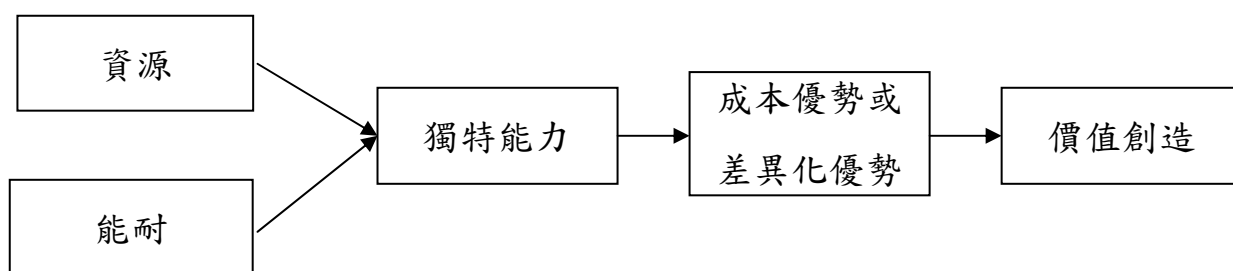 資源
能耐
獨特能力
成本優勢或
差異化優勢
價值創造